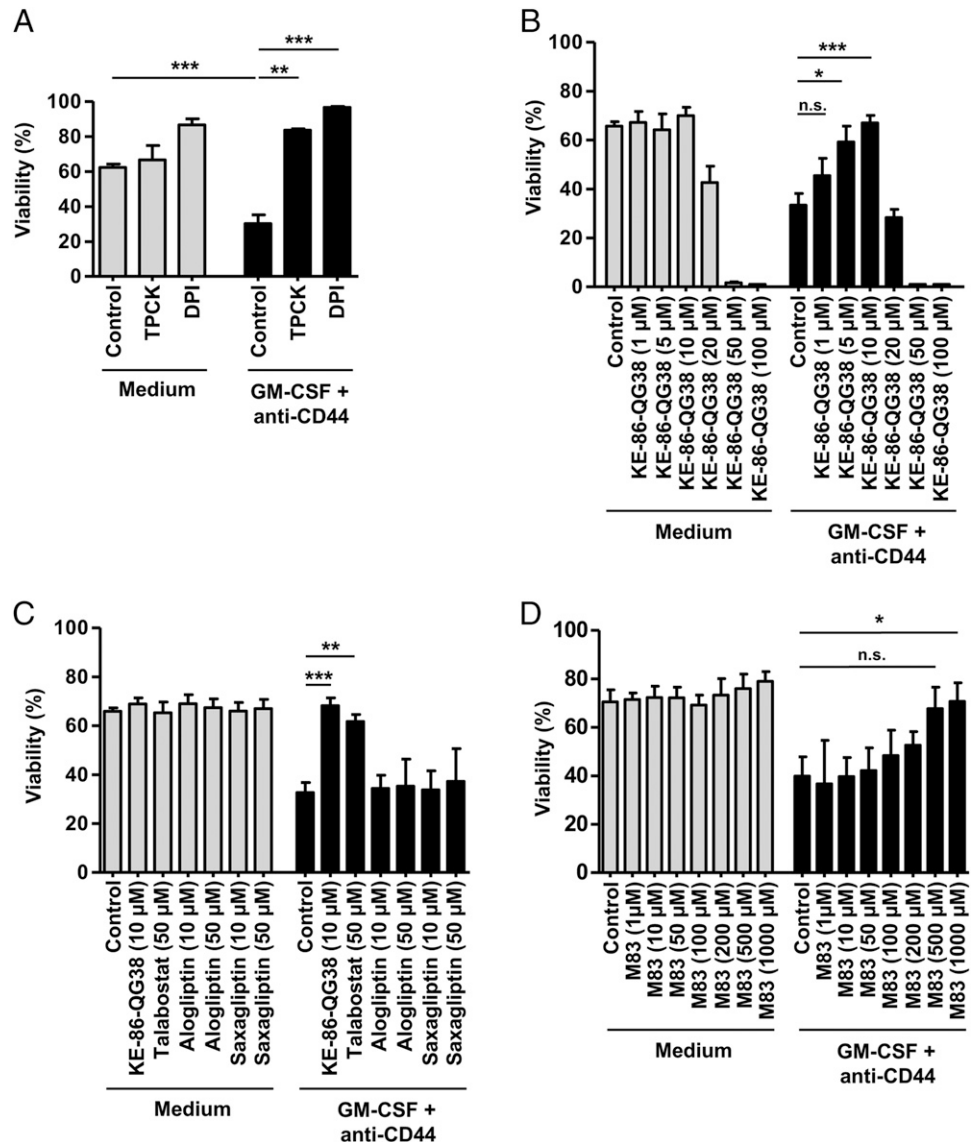 A
***
***
***
**
Viability (%)
100
80
60
40
20
0
Control
TPCK
DPI
Control
TPCK
DPI
Medium
GM-CSF +
anti-CD44
B
***
*
n.s.
Viability (%)
100
80
60
40
20
0
Control
KE-86-QG38 (1 µM)
KE-86-QG38 (5 µM)
KE-86-QG38 (10 µM)
KE-86-QG38 (20 µM)
KE-86-QG38 (50 µM)
KE-86-QG38 (100 µM)
Control
KE-86-QG38 (1 µM)
KE-86-QG38 (5 µM)
KE-86-QG38 (10 µM)
KE-86-QG38 (20 µM)
KE-86-QG38 (50 µM)
KE-86-QG38 (100 µM)
Medium
GM-CSF +
anti-CD44
C
**
***
Viability (%)
100
80
60
40
20
0
Control
KE-86-QG38 (10 µM)
Talabostat (50 µM)
Alogliptin (10 µM)
Alogliptin (50 µM)
Saxagliptin (10 µM)
Saxagliptin (50 µM)
Control
KE-86-QG38 (10 µM)
Talabostat (50 µM)
Alogliptin (10 µM)
Alogliptin (50 µM)
Saxagliptin (10 µM)
Saxagliptin (50 µM)
Medium
GM-CSF +
anti-CD44
D
*
n.s.
Viability (%)
100
80
60
40
20
0
Control
M83 (1µM)
M83 (10 µM)
M83 (50 µM)
M83 (100 µM)
M83 (200 µM)
M83 (500 µM)
M83 (1000 µM)
Control
M83 (1µM)
M83 (10 µM)
M83 (50 µM)
M83 (100 µM)
M83 (200 µM)
M83 (500 µM)
M83 (1000 µM)
Medium
GM-CSF +
anti-CD44